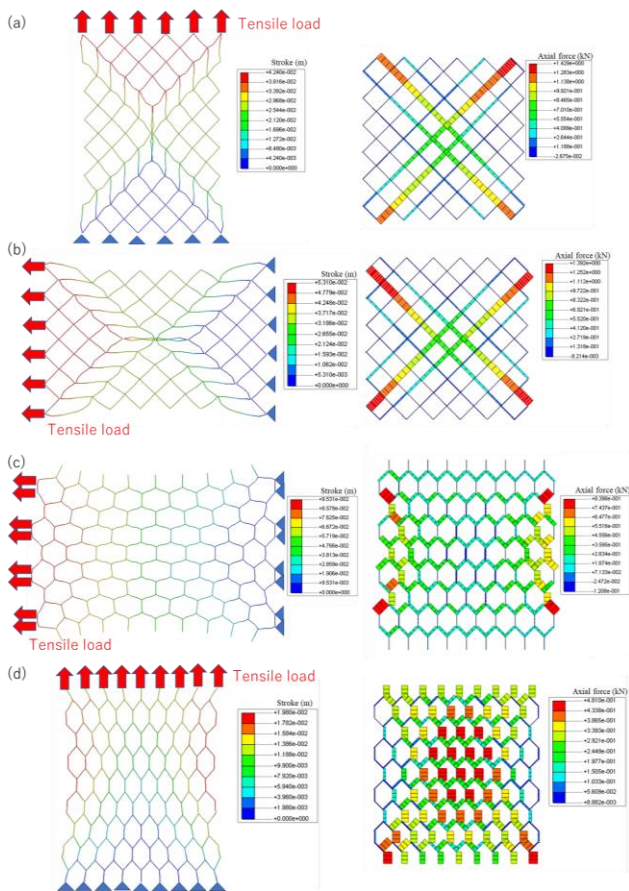 (a)
Tensile load
Stroke (m)
+4.240e-002
+3.816e-002
+3.392e-002
+2.968e-002
+2.544e-002
+2.120e-002
+1.696e-002
+1.272e-002
+8.480e-003
+4.240e-003
+0.000e+000
Axial force (kN)
+1.429e+000
+1.283e+000
+1.138e+000
+9.921e-001
+8.465e-001
+7.010e-001
+5.554e-001
+4.099e-001
+2.644e-001
+1.188e-001
-2.675e-002
(b)
Stroke (m)
+5.310e-002
+4.779e-002
+4.248e-002
+3.717e-002
+3.186e-002
+2.655e-002
+2.124e-002
+1.593e-002
+1.062e-002
+5.310e-003
+0.000e+000
Tensile load
Axial force (kN)
+1.392e+000
+1.252e+000
+1.112e+000
+9.722e-001
+8.322e-001
+6.921e-001
+5.520e-001
+4.120e-001
+2.719e-001
+1.318e-001
-8.214e-003
(c)
Stroke (m)
+9.531e-002
+8.578e-002
+7.625e-002
+6.672e-002
+5.719e-002
+4.766e-002
+3.813e-002
+2.859e-002
+1.906e-002
+9.531e-003
+0.000e+000
Tensile load
Axial force (kN)
+8.398e-001
+7.437e-001
+6.477e-001
+5.516e-001
+4.556e-001
+3.595e-001
+2.634e-001
+1.674e-001
+7.133e-002
-2.472e-002
-1.208e-001
(d)
Tensile load
Stroke (m)
+1.980e-002
+1.782e-002
+1.584e-002
+1.386e-002
+1.188e-002
+9.900e-003
+7.920e-003
+5.940e-003
+3.960e-003
+1.980e-003
+0.000e+000
Axial force (kN)
+4.810e-001
+4.338e-001
+3.865e-001
+3.393e-001
+2.921e-001
+2.449e-001
+1.977e-001
+1.505e-001
+1.033e-001
+5.609e-002
+8.882e-003